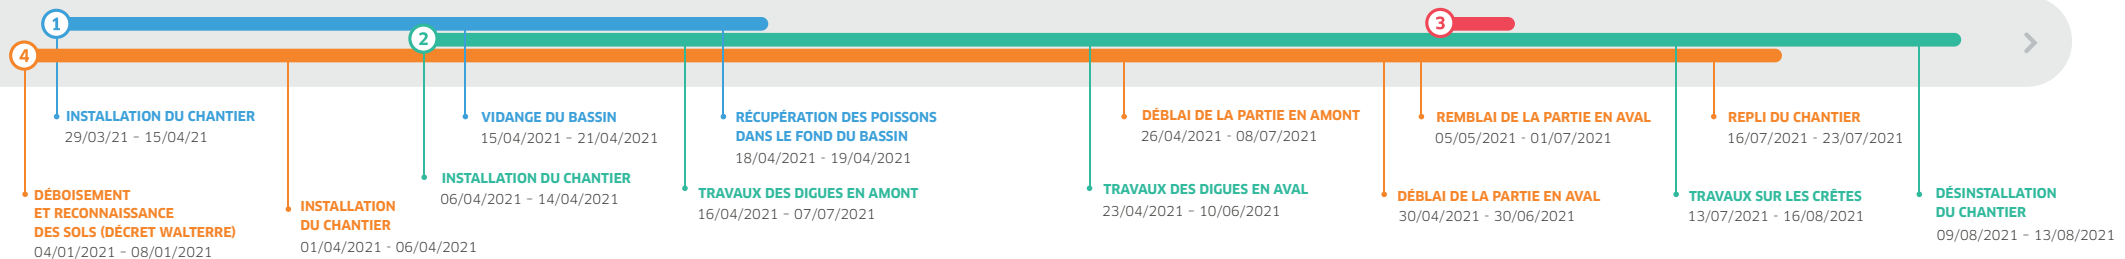 1
3
2
4
INSTALLATION DU CHANTIER
29/03/21 – 15/04/21
VIDANGE DU BASSIN
15/04/2021 – 21/04/2021
RÉCUPÉRATION DES POISSONS
DANS LE FOND DU BASSIN
18/04/2021 - 19/04/2021
DÉBLAI DE LA PARTIE EN AMONT
26/04/2021 - 08/07/2021
REMBLAI DE LA PARTIE EN AVAL
05/05/2021 - 01/07/2021
REPLI DU CHANTIER
16/07/2021 - 23/07/2021
DÉBOISEMENT
ET RECONNAISSANCE
DES SOLS (DÉCRET WALTERRE)
04/01/2021 – 08/01/2021
INSTALLATION
DU CHANTIER
01/04/2021 - 06/04/2021
INSTALLATION DU CHANTIER
06/04/2021 – 14/04/2021
TRAVAUX DES DIGUES EN AMONT
16/04/2021 – 07/07/2021
TRAVAUX DES DIGUES EN AVAL
23/04/2021 – 10/06/2021
DÉBLAI DE LA PARTIE EN AVAL
30/04/2021 - 30/06/2021
TRAVAUX SUR LES CRÊTES
13/07/2021 - 16/08/2021
DÉSINSTALLATION
DU CHANTIER
09/08/2021 – 13/08/2021